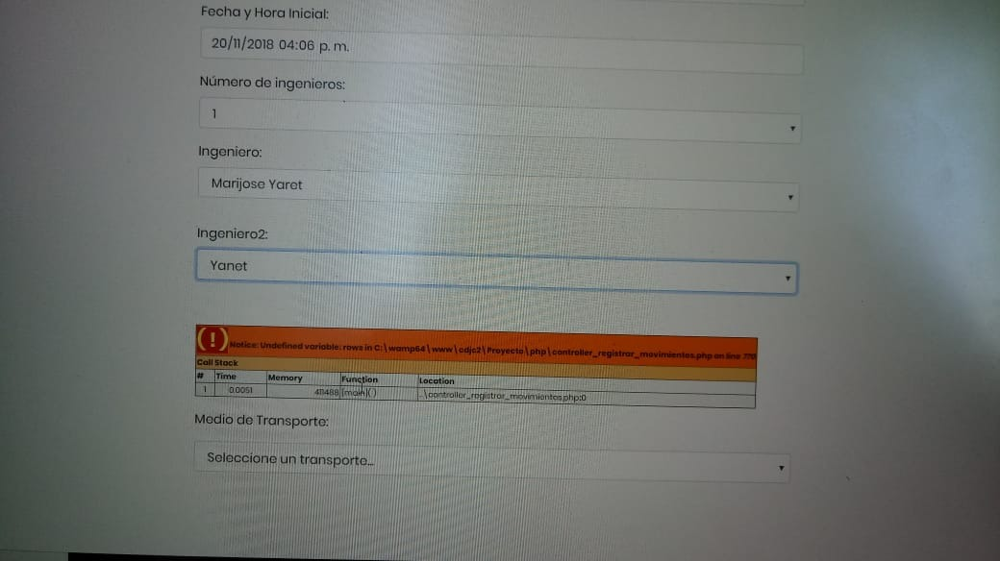 Fecha y Hora Inicial:
20/11/2018 04:06 p. m.
Número de ingenieros:
1
Ingeniero:
Marijose Yaret
Ingeniero2:
Yanet
(!) Notice: Undefined variable: rows in C:\wamp64\www\cdjc2\Proyecto\php\controller_registrar_movimientos.php on line 770
Call Stack
# Time Memory Function Location
1 0.0051 411488 {main}( ) ...\controller_registrar_movimientos.php:0
Medio de Transporte:
Seleccione un transporte...